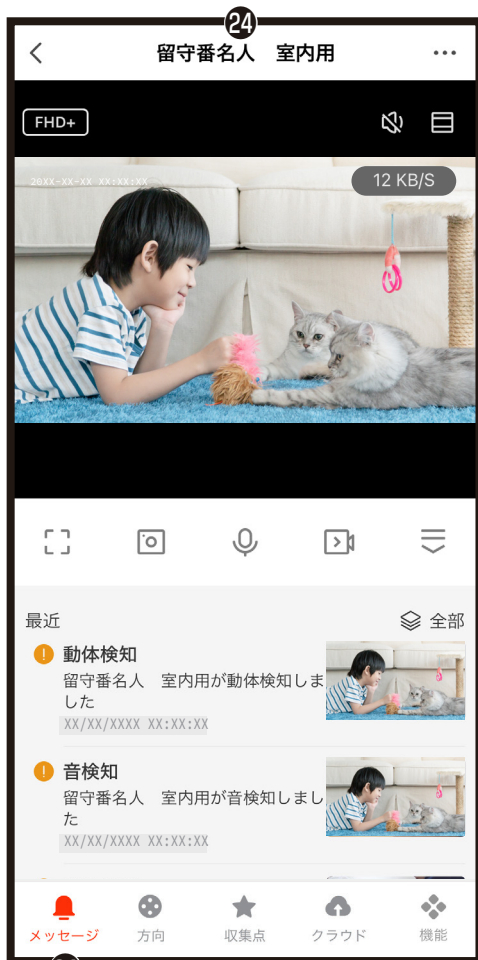 ㉔
留守番名人　室内用
FHD+
20XX-XX-XX XX:XX:XX
12 KB/S
最近
全部
動体検知
留守番名人　室内用が動体検知しま
した
XX/XX/XXXX XX:XX:XX
音検知
留守番名人　室内用が音検知しまし
た
XX/XX/XXXX XX:XX:XX
メッセージ
方向
収集点
クラウド
機能